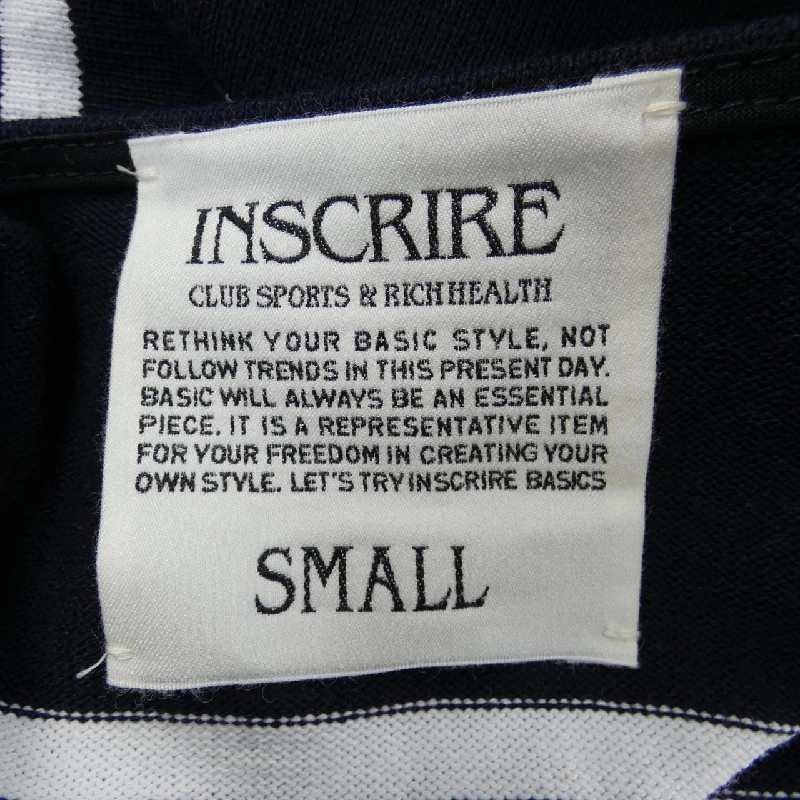 INSCRIRE
CLUB SPORTS & RICH HEALTH
RETHINK YOUR BASIC STYLE, NOT
FOLLOW TRENDS IN THIS PRESENT DAY.
BASIC WILL ALWAYS BE AN ESSENTIAL
PIECE. IT IS A REPRESENTATIVE ITEM
FOR YOUR FREEDOM IN CREATING YOUR
OWN STYLE. LET'S TRY INSCRIRE BASICS
SMALL